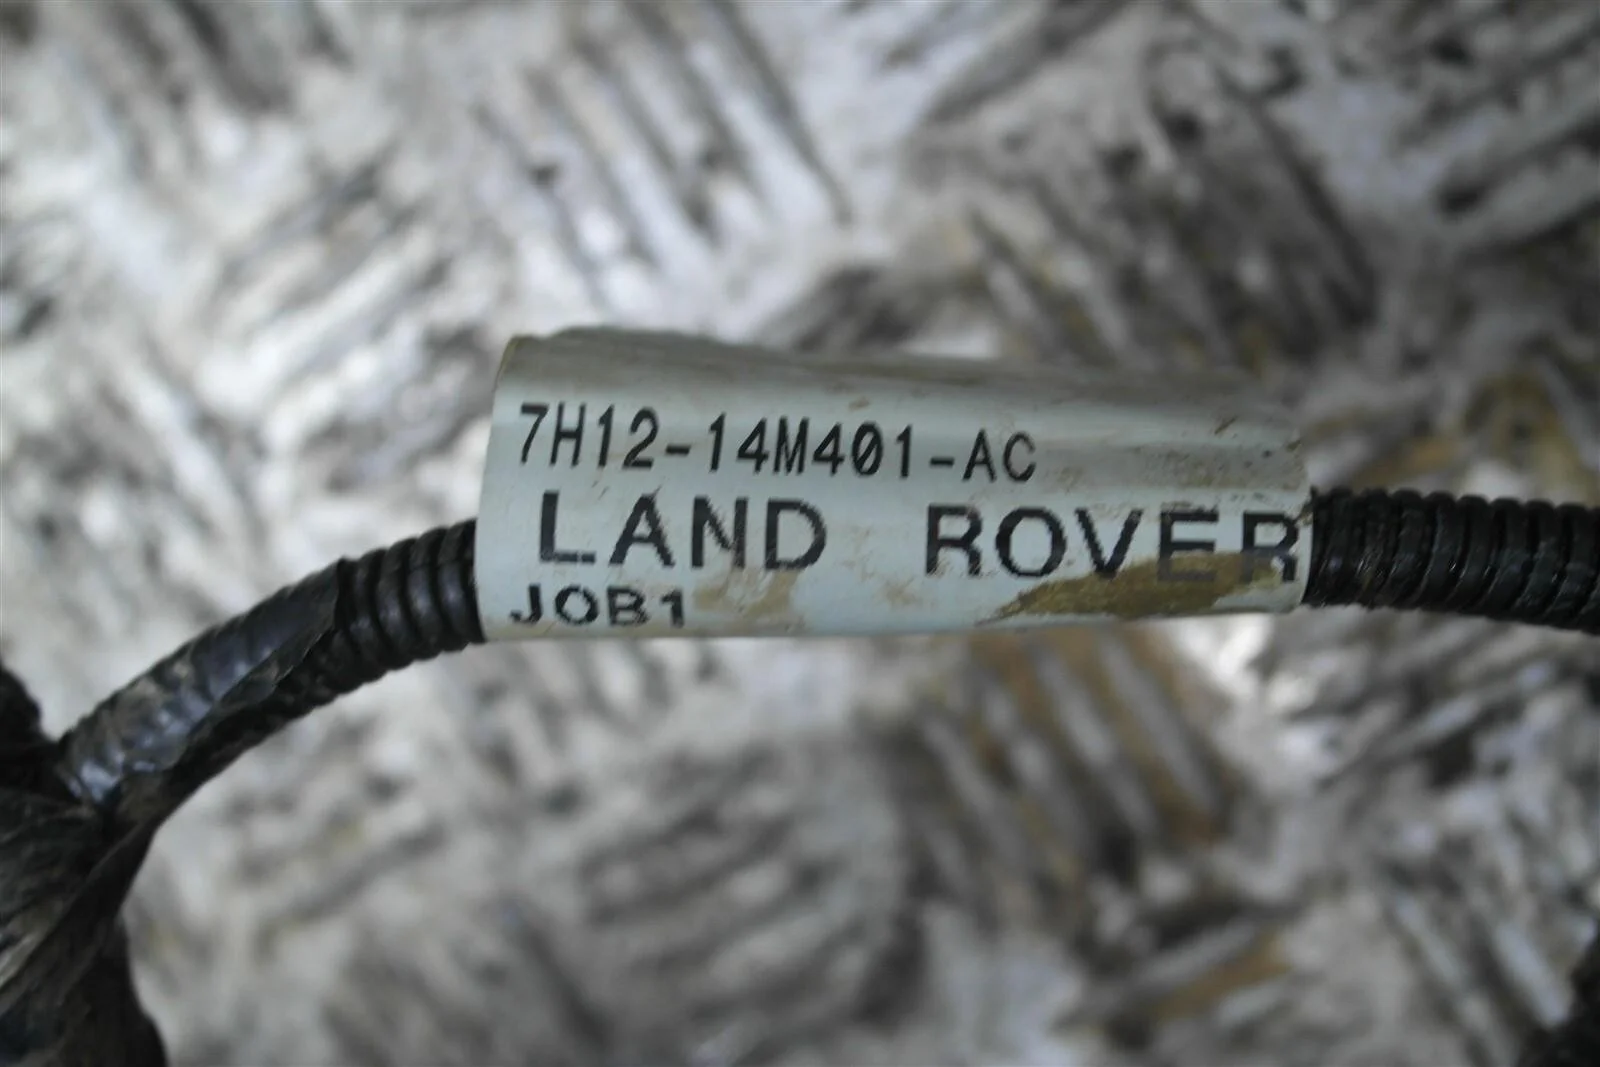 7H12-14M401-AC
LAND ROVER
JOB1